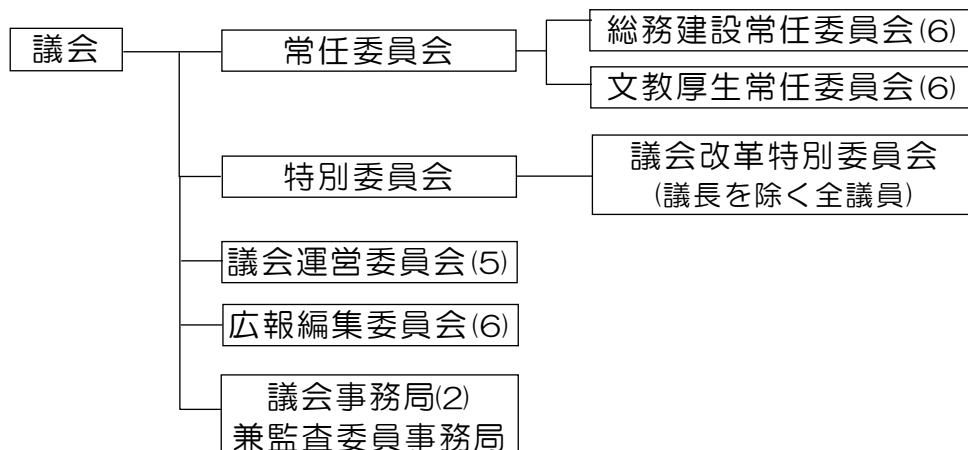 議会
常任委員会
総務建設常任委員会(6)
文教厚生常任委員会(6)
特別委員会
議会改革特別委員会
(議長を除く全議員)
議会運営委員会(5)
広報編集委員会(6)
議会事務局(2)
兼監査委員事務局